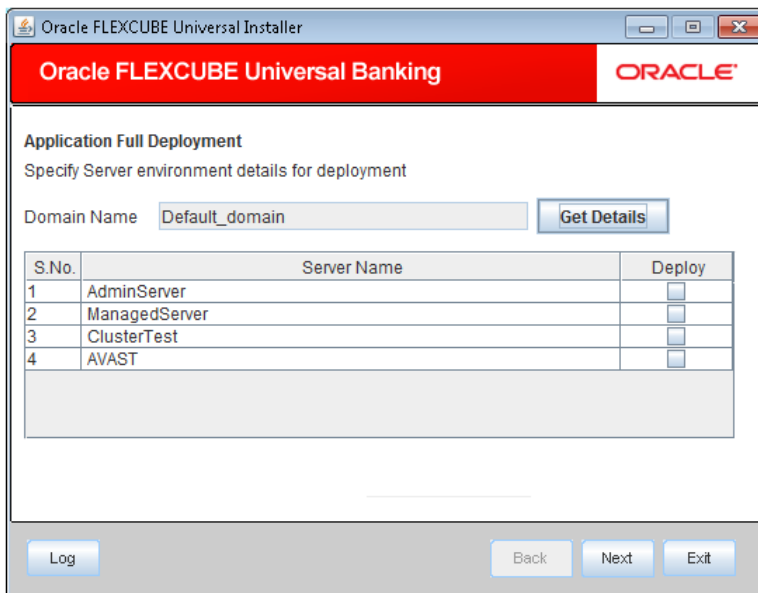 Oracle FLEXCUBE Universal Installer
Oracle FLEXCUBE Universal Banking ORACLE
Application Full Deployment
Specify Server environment details for deployment
Domain Name Default_domain Get Details
S.No. Server Name Deploy
1 AdminServer
2 ManagedServer
3 ClusterTest
4 AVAST
Log Back Next Exit